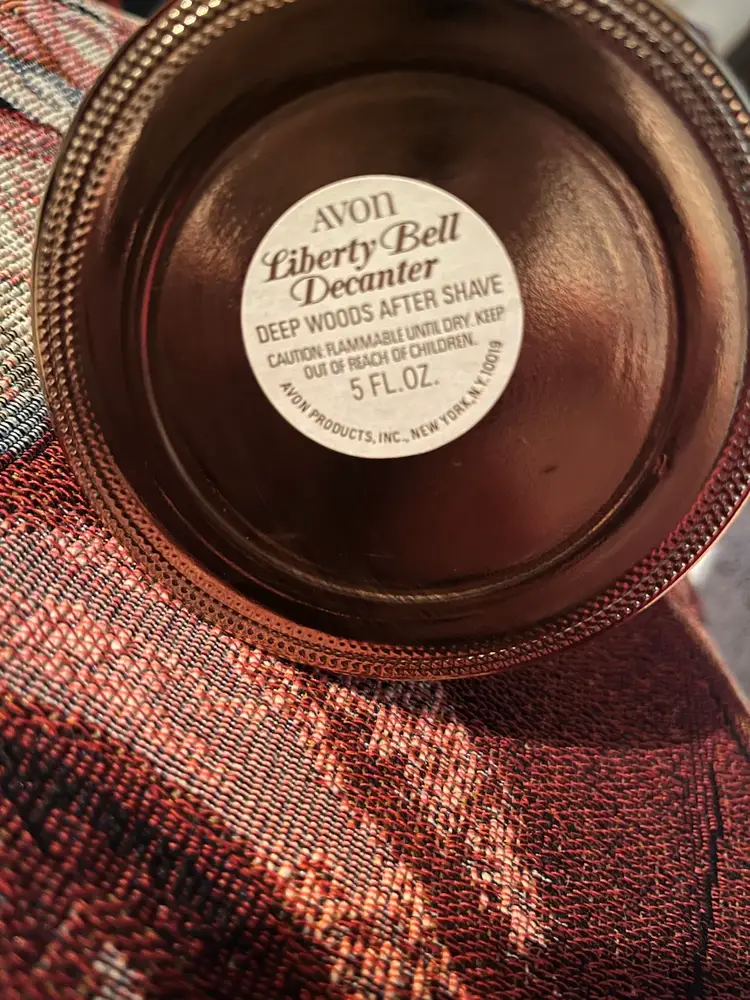 AVON
Liberty Bell
Decanter
DEEP WOODS AFTER SHAVE
CAUTION: FLAMMABLE UNTIL DRY. KEEP
OUT OF REACH OF CHILDREN.
5 FL.OZ.
AVON PRODUCTS, INC., NEW YORK, N.Y. 10019